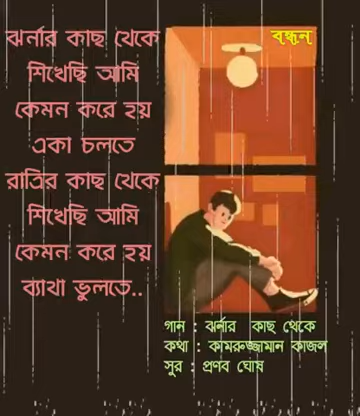 ঝর্নার কাছ থেকে
শিখেছি আমি
কেমন করে হয়
একা চলতে
রাত্রির কাছ থেকে
শিখেছি আমি
কেমন করে হয়
ব্যাথা ভুলতে..
বন্ধন
গান : ঝর্নার কাছ থেকে
কথা : কামরুজ্জামান কাজল
সুর : প্রণব ঘোষ